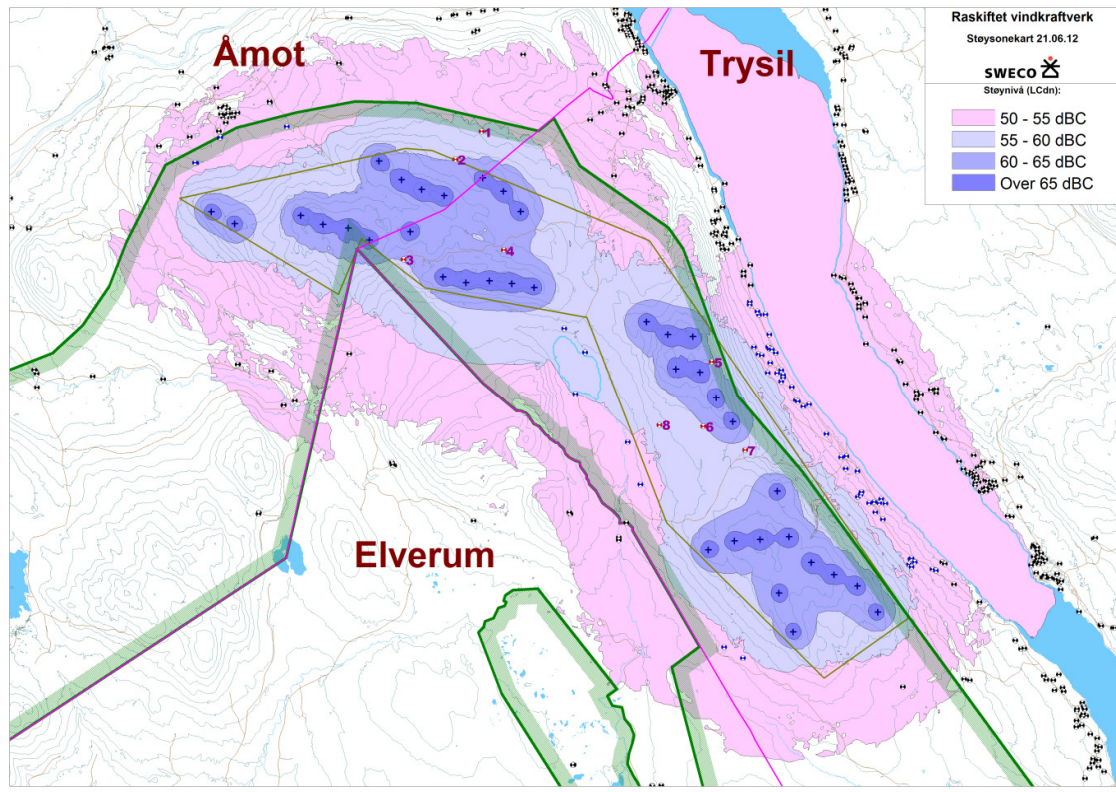 Raskiftet vindkraftverk
Støysonekart 21.06.12
SWECO
Støynivå (LCdn):
50 - 55 dBC
55 - 60 dBC
60 - 65 dBC
Over 65 dBC
Åmot
Trysil
1
2
3
4
5
6
8
7
Elverum